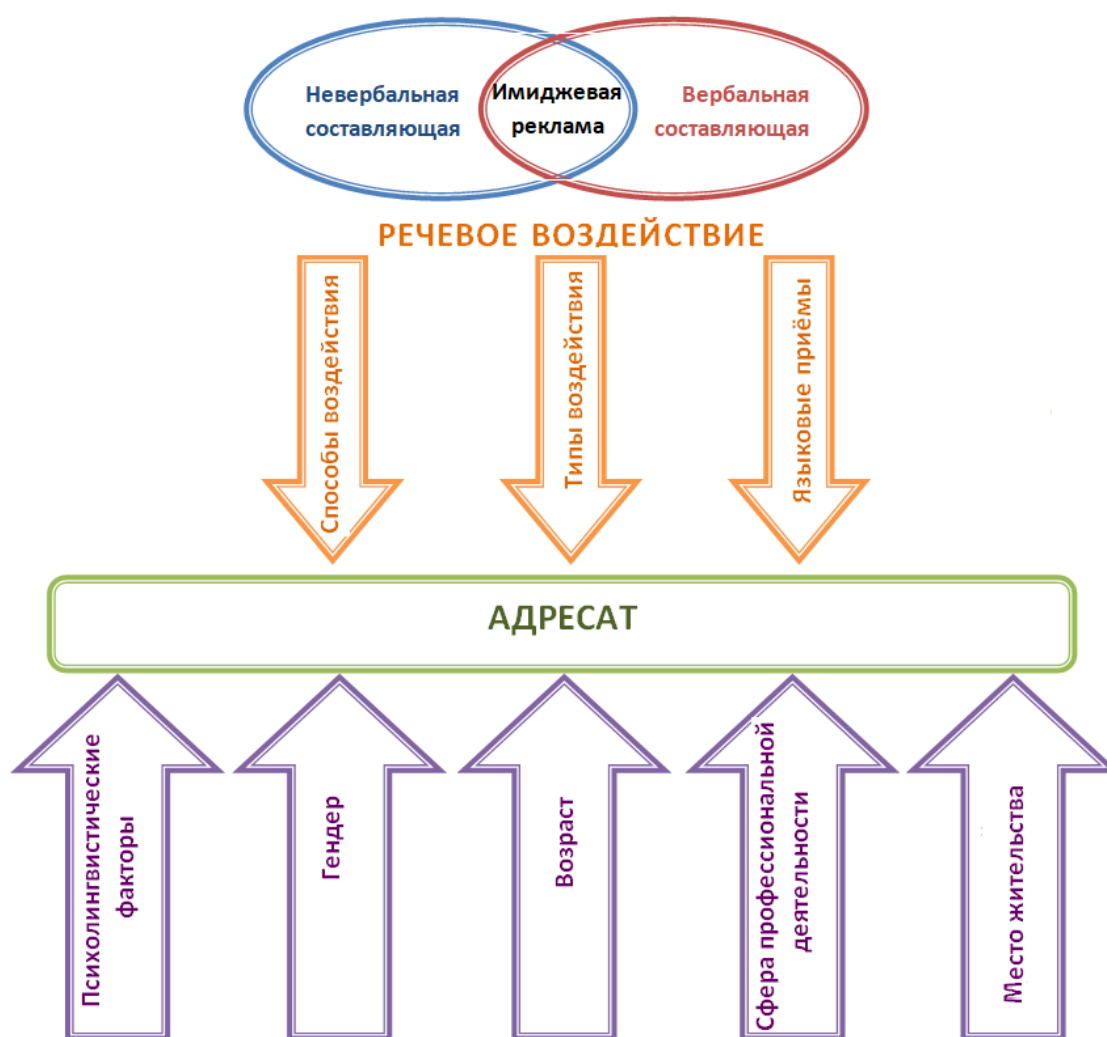 Невербальная
составляющая
Имиджевая
реклама
Вербальная
составляющая
РЕЧЕВОЕ ВОЗДЕЙСТВИЕ
Способы воздействия
Типы воздействия
Языковые приёмы
АДРЕСАТ
Психолингвистические
факторы
Гендер
Возраст
Сфера профессиональной
деятельности
Место жительства